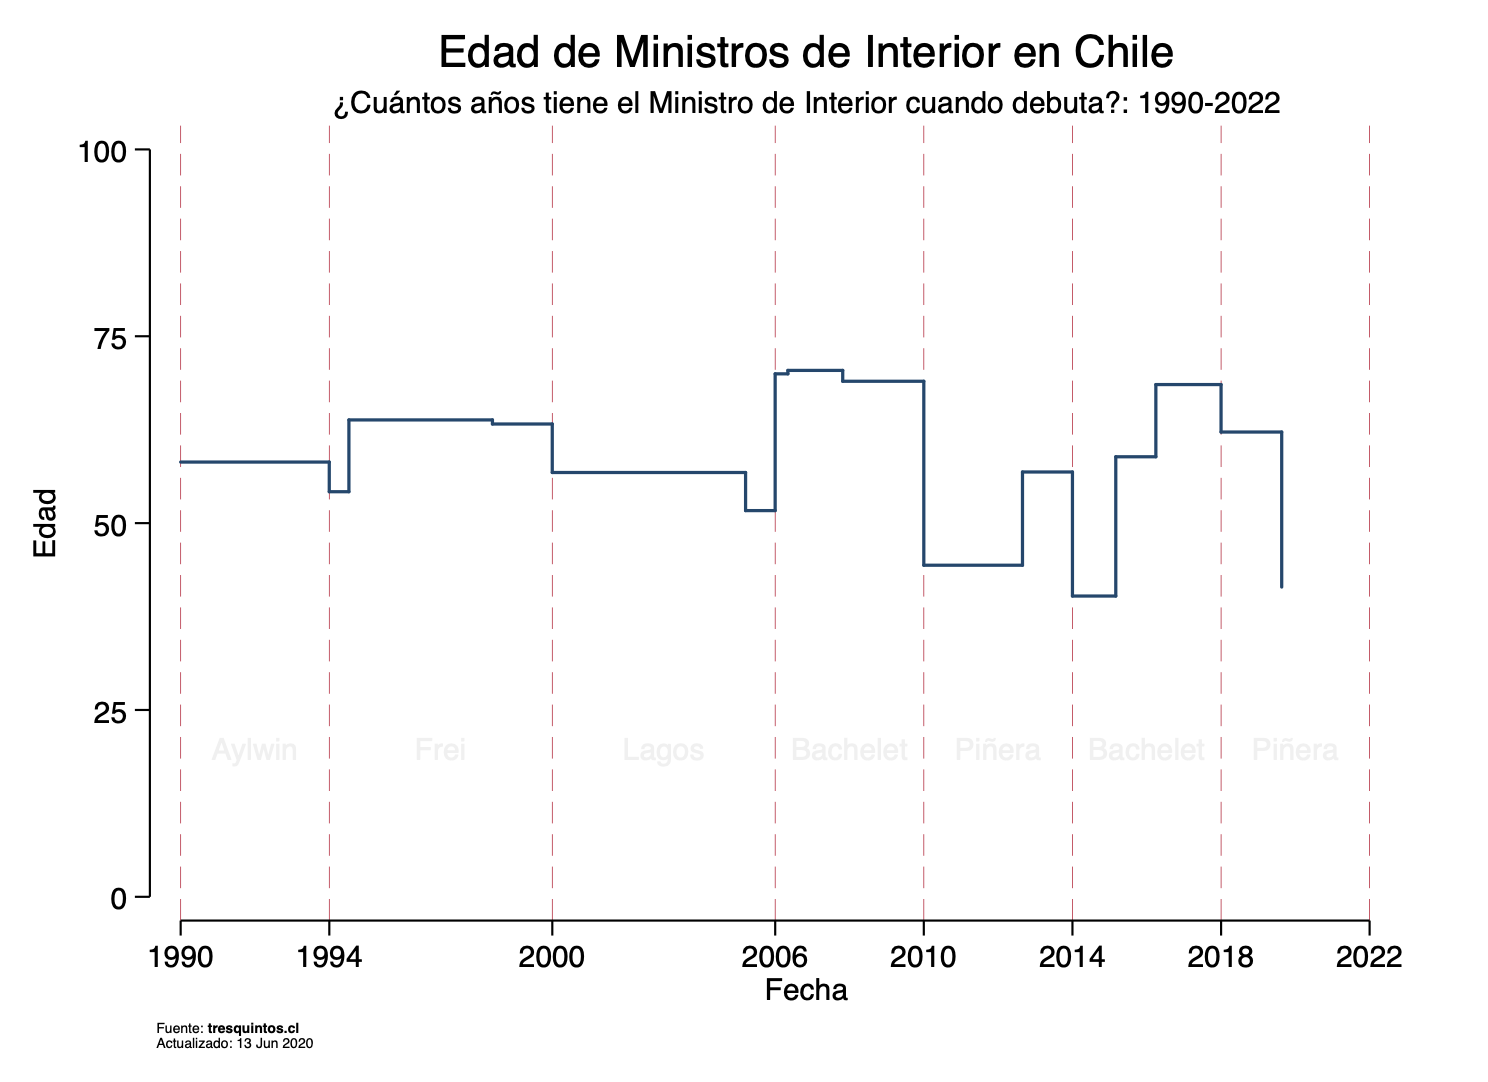 Edad de Ministros de Interior en Chile
¿Cuántos años tiene el Ministro de Interior cuando debuta?: 1990-2022
100
75
50
25
0
Edad
Aylwin Frei Lagos Bachelet Piñera Bachelet Piñera
1990 1994 2000 2006 2010 2014 2018 2022
Fecha
Fuente: tresquintos.cl
Actualizado: 13 Jun 2020